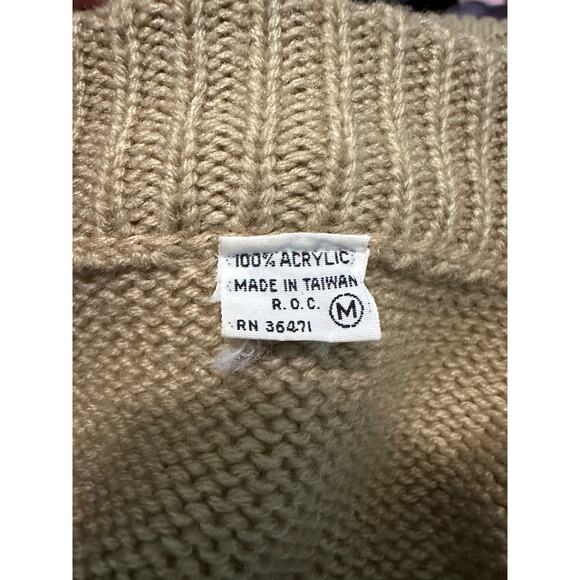 100% ACRYLIC
MADE IN TAIWAN
R.O.C. M
RN 36471